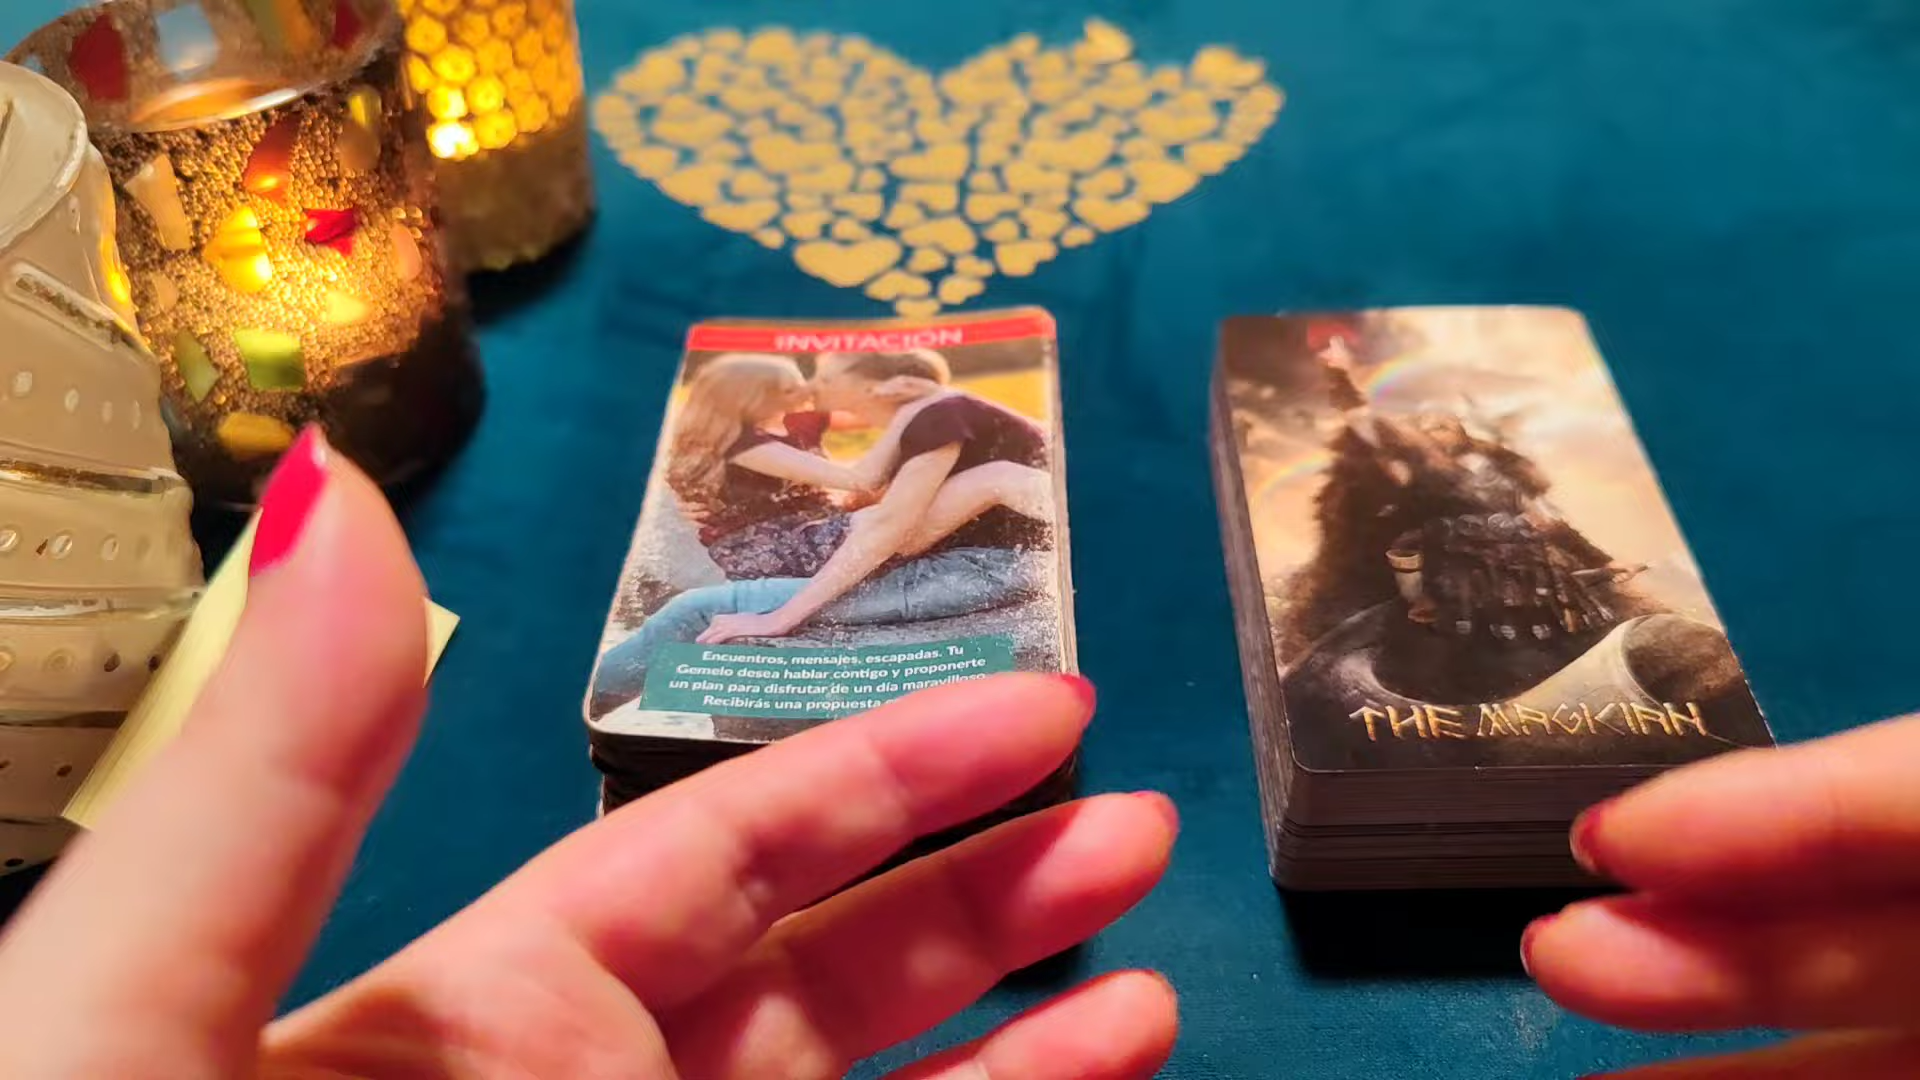 INVITACION
Encuentros, mensajes, escapadas. Tu
Gemelo desea hablar contigo y proponerte
un plan para disfrutar de un día maravilloso
Recibirás una propuesta
THE MAGICIAN